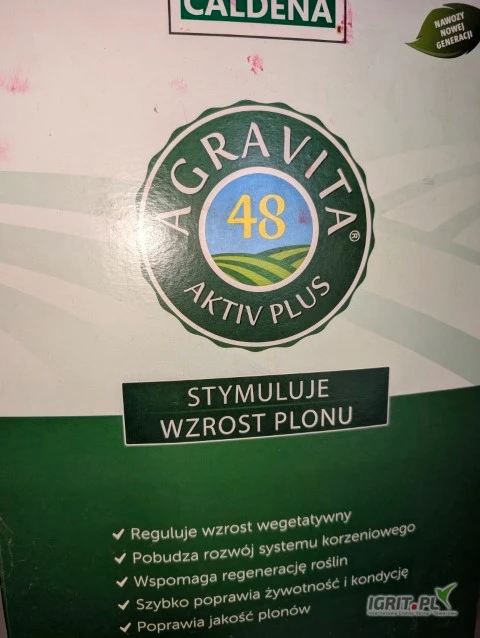 CALDENA
NAWOZY
NOWEJ
GENERACJI
AGRAVITA®
48
AKTIV PLUS
STYMULUJE
WZROST PLONU
✓ Reguluje wzrost wegetatywny
✓ Pobudza rozwój systemu korzeniowego
✓ Wspomaga regenerację roślin
✓ Szybko poprawia żywotność i kondycję
✓ Poprawia jakość plonów
IGRIT.PL